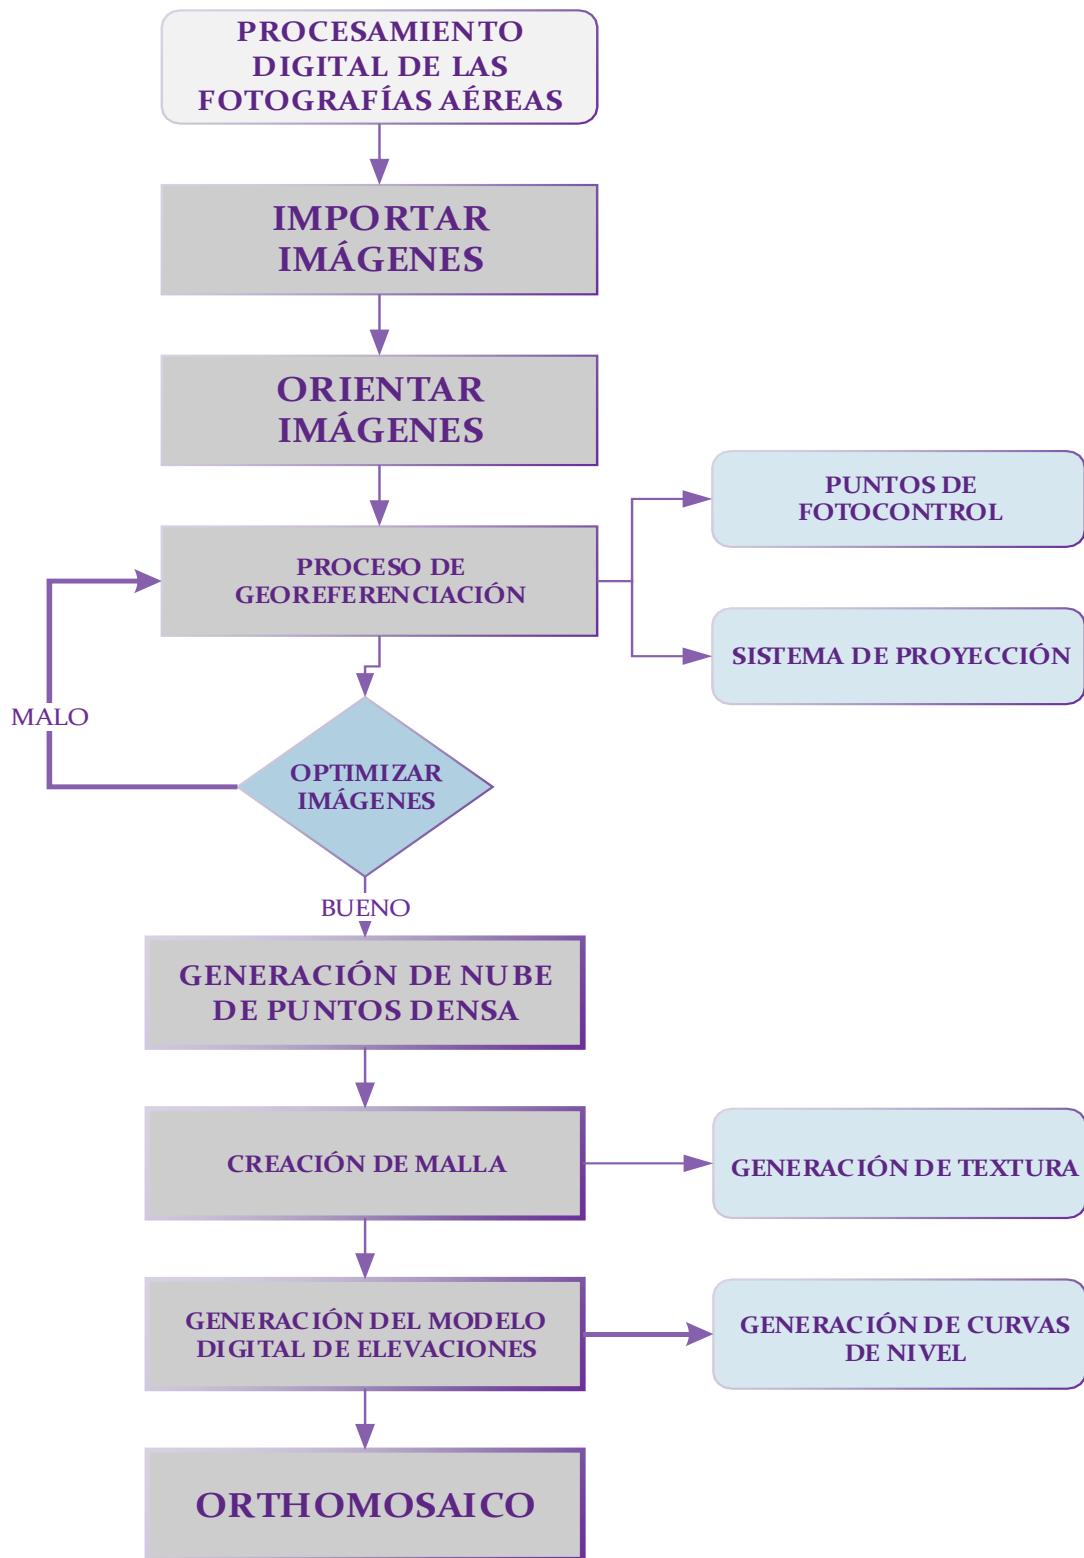 PROCESAMIENTO
DIGITAL DE LAS
FOTOGRAFÍAS AÉREAS
IMPORTAR
IMÁGENES
ORIENTAR
IMÁGENES
PUNTOS DE
FOTOCONTROL
PROCESO DE
GEOREFERENCIACIÓN
SISTEMA DE PROYECCIÓN
MALO
OPTIMIZAR
IMÁGENES
BUENO
GENERACIÓN DE NUBE
DE PUNTOS DENSA
CREACIÓN DE MALLA
GENERACIÓN DE TEXTURA
GENERACIÓN DEL MODELO
DIGITAL DE ELEVACIONES
GENERACIÓN DE CURVAS
DE NIVEL
ORTHOMOSAICO